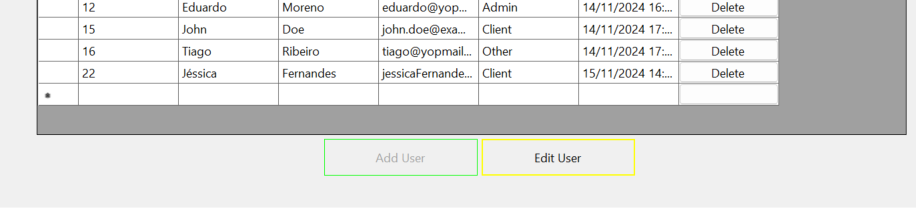 12 Eduardo Moreno eduardo@yop... Admin 14/11/2024 16:... Delete
15 John Doe john.doe@exa... Client 14/11/2024 17:... Delete
16 Tiago Ribeiro tiago@yopmail... Other 14/11/2024 17:... Delete
22 Jéssica Fernandes jessicaFernande... Client 15/11/2024 14:... Delete
Add User Edit User